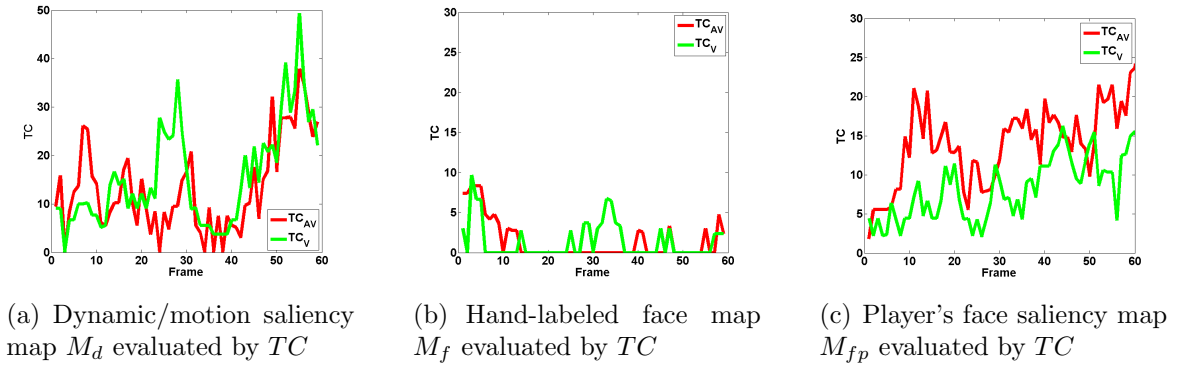 50
40
30
20
10
0
TC
0 10 20 30 40 50 60
Frame
TC_AV
TC_V
30
25
20
15
10
5
0
TC
0 10 20 30 40 50 60
Frame
TC_AV
TC_V
30
25
20
15
10
5
0
TC
0 10 20 30 40 50 60
Frame
TC_AV
TC_V
(a) Dynamic/motion saliency
map M_d evaluated by TC
(b) Hand-labeled face map
M_f evaluated by TC
(c) Player's face saliency map
M_fp evaluated by TC